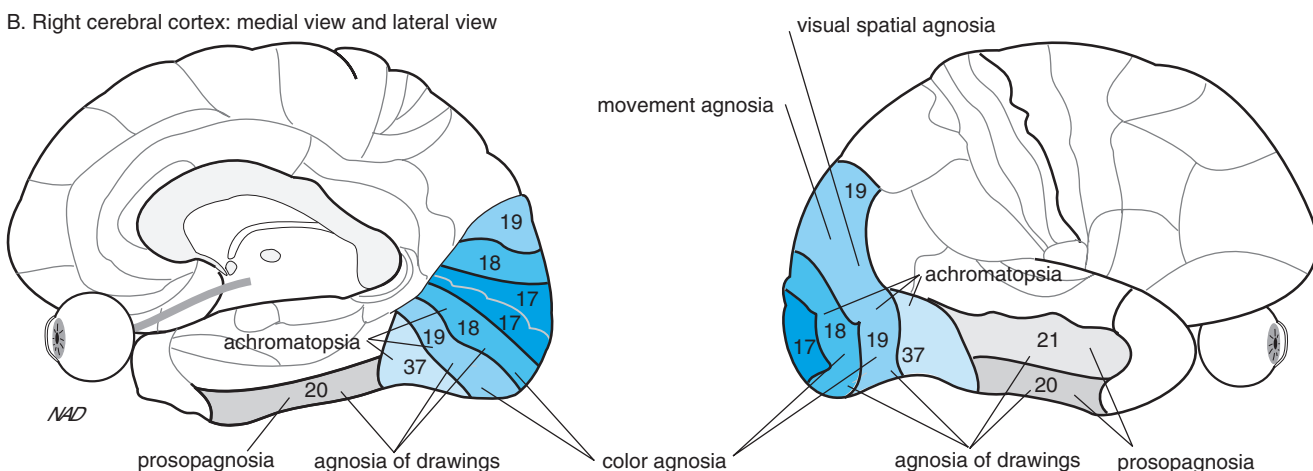 B. Right cerebral cortex: medial view and lateral view
visual spatial agnosia
movement agnosia
19
18
17
17
achromatopsia
19
18
37
20
NAD
prosopagnosia
agnosia of drawings
color agnosia
19
achromatopsia
17
18
19
37
21
20
agnosia of drawings
prosopagnosia